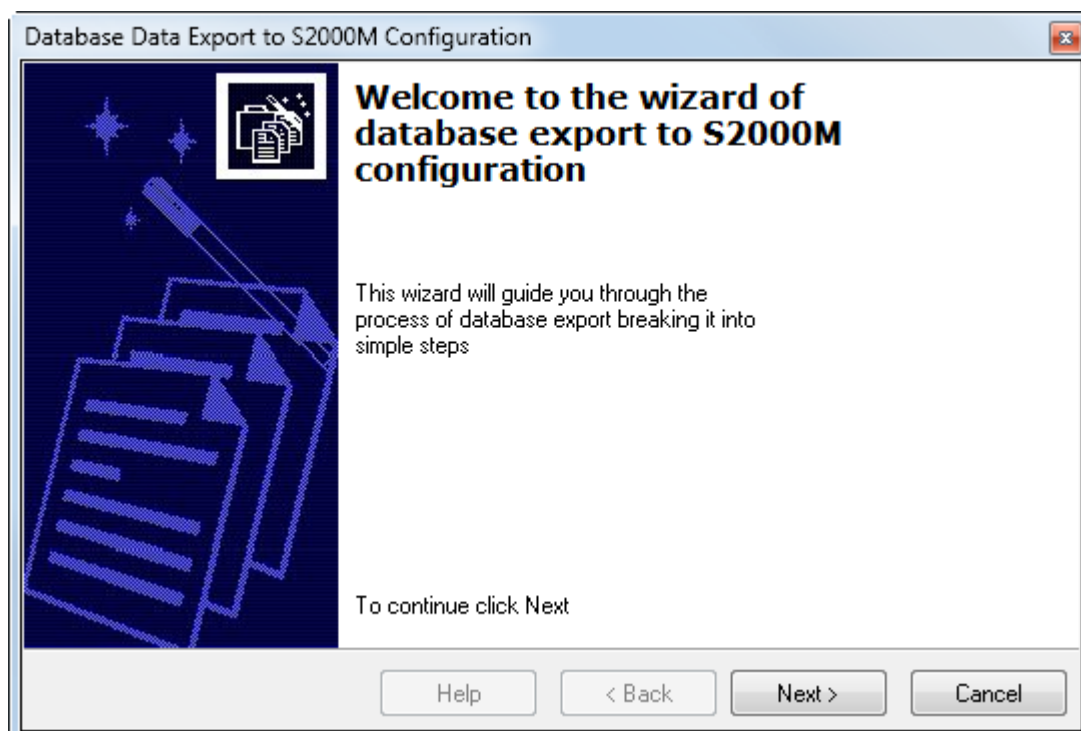 Database Data Export to S2000M Configuration
Welcome to the wizard of
database export to S2000M
configuration
This wizard will guide you through the
process of database export breaking it into
simple steps
To continue click Next
Help
< Back
Next >
Cancel